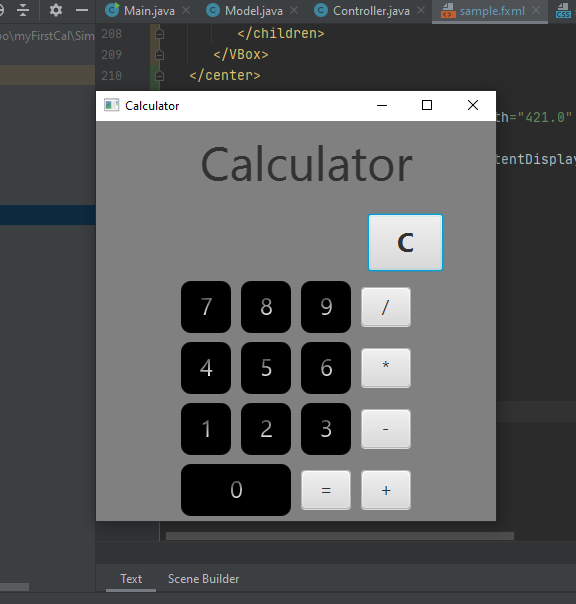 Main.java Model.java Controller.java sample.fxml
oo\myFirstCal\Sim
208 </children>
209 </VBox>
210 </center>
Calculator
th="421.0"
tentDisplay
Calculator
C
7 8 9 /
4 5 6 *
1 2 3 -
0 = +
Text Scene Builder